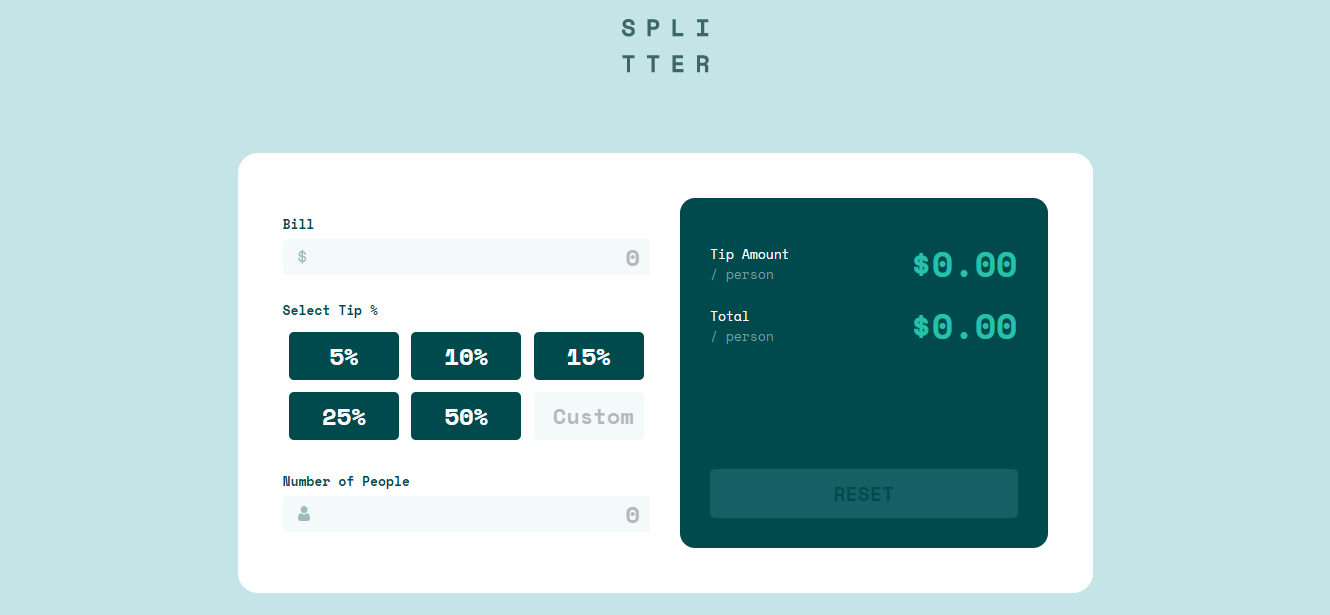 SPLI
TTER
Bill
$ 0
Select Tip %
5% 10% 15%
25% 50% Custom
Number of People
0
Tip Amount
/ person
$0.00
Total
/ person
$0.00
RESET